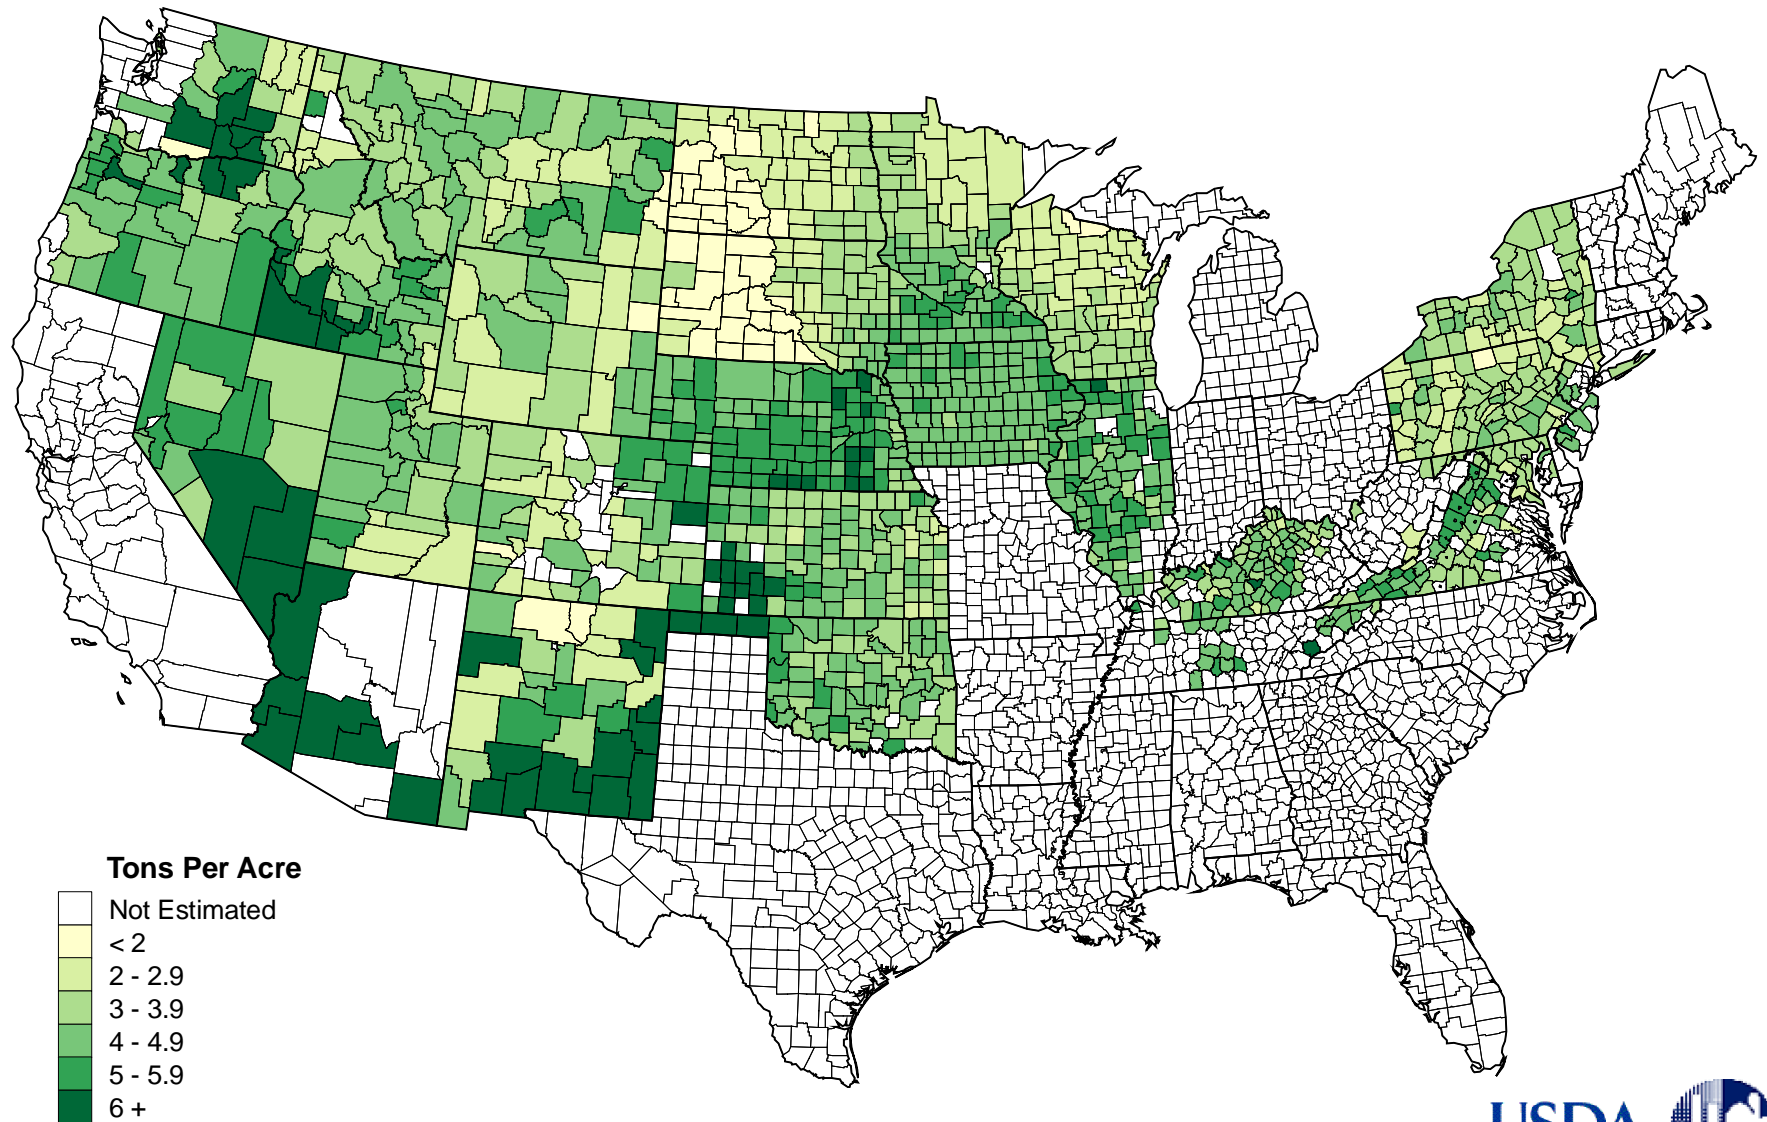 Tons Per Acre
Not Estimated
< 2
2 - 2.9
3 - 3.9
4 - 4.9
5 - 5.9
6 +
USDA